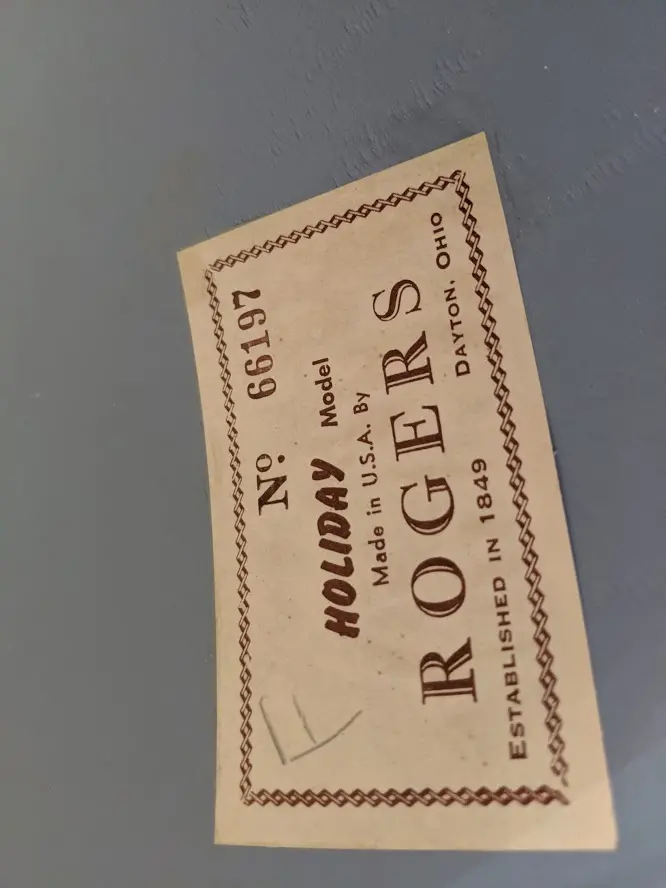 Nº. 66197
HOLIDAY Model
Made in U.S.A. By
ROGERS
ESTABLISHED IN 1849 DAYTON, OHIO
F